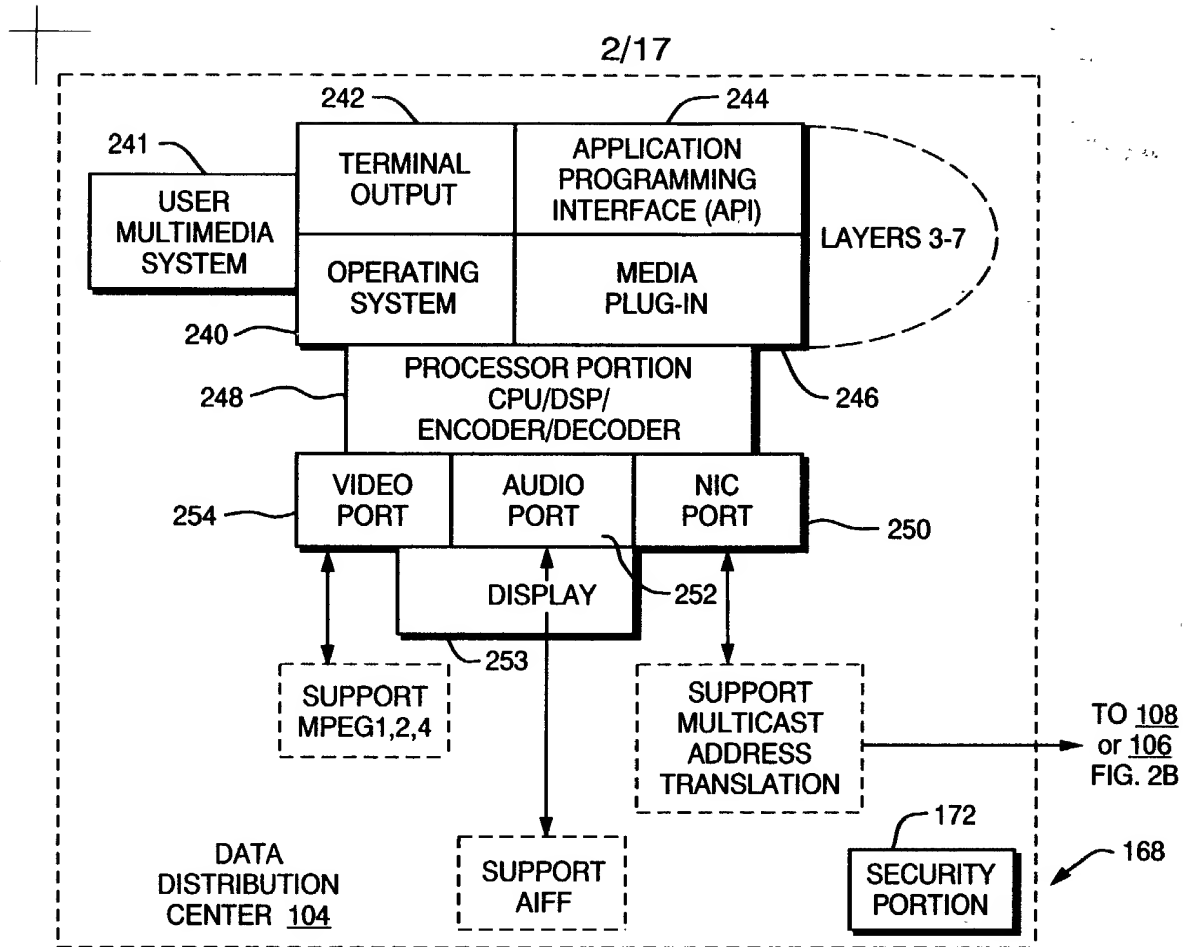 2/17
242
244
241
TERMINAL
OUTPUT
APPLICATION
PROGRAMMING
INTERFACE (API)
USER
MULTIMEDIA
SYSTEM
LAYERS 3-7
OPERATING
SYSTEM
MEDIA
PLUG-IN
240
246
248
PROCESSOR PORTION
CPU/DSP/
ENCODER/DECODER
254
VIDEO
PORT
AUDIO
PORT
NIC
PORT
250
DISPLAY
252
253
SUPPORT
MPEG1,2,4
SUPPORT
MULTICAST
ADDRESS
TRANSLATION
TO 108
or 106
FIG. 2B
172
168
DATA
DISTRIBUTION
CENTER 104
SUPPORT
AIFF
SECURITY
PORTION